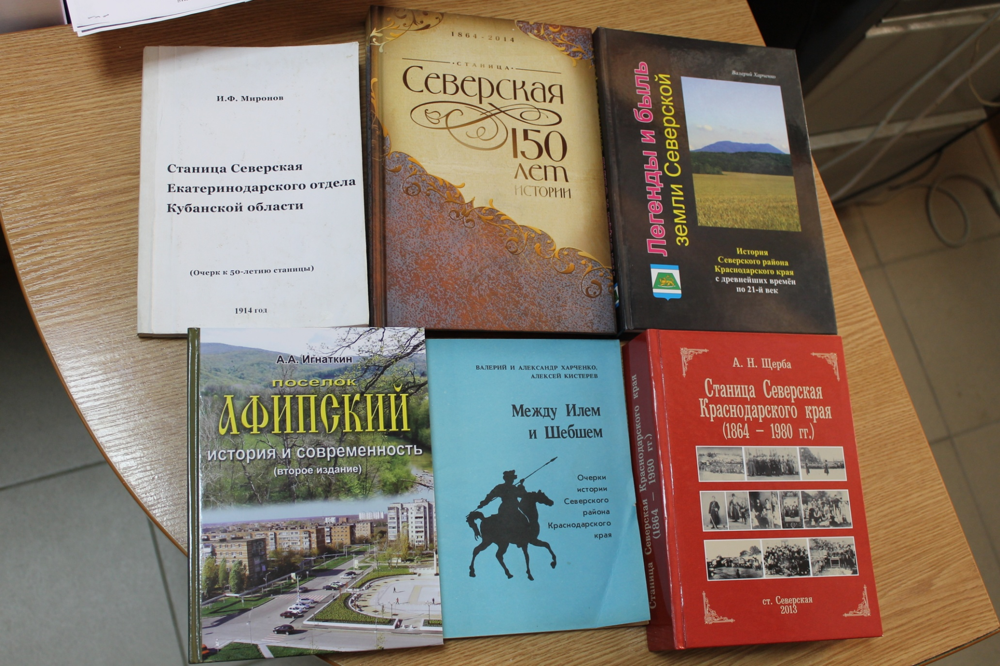 И.Ф. Миронов
Станица Северская
Екатеринодарского отдела
Кубанской области
(Очерк к 50-летию станицы)
1914 год
1864 - 2014
СТАНИЦА
Северская
150
лет
истории
Валерий Харченко
Легенды и быль
земли Северской
История
Северского района
Краснодарского края
с древнейших времён
по 21-й век
А.А. Игнаткин
поселок
АФИПСКИЙ
история и современность
(второе издание)
ВАЛЕРИЙ И АЛЕКСАНДР ХАРЧЕНКО,
АЛЕКСЕЙ КИСТЕРЕВ
Между Илем
и Шебшем
Очерки
истории
Северского
района
Краснодарского
края
Станица Северская Краснодарского края
(1864 – 1980 гг.)
А. Н. Щерба
Станица Северская
Краснодарского края
(1864 – 1980 гг.)
ст. Северская
2013